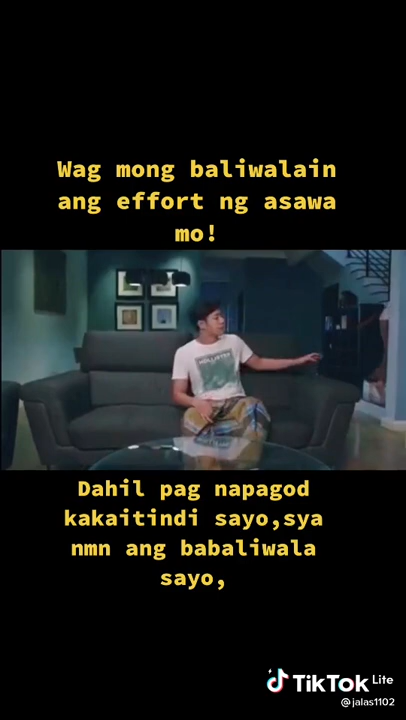 Wag mong baliwalain
ang effort ng asawa
mo!
HOLLISTER
Dahil pag napagod
kakaitindi sayo,sya
nmn ang babaliwala
sayo,
TikTok Lite
@jalas1102